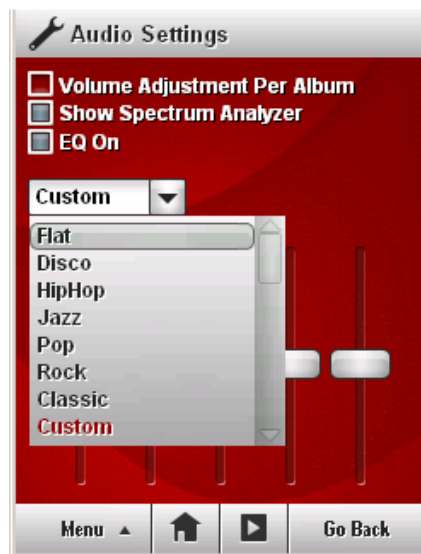 Audio Settings
Volume Adjustment Per Album
Show Spectrum Analyzer
EQ On
Custom
Flat
Disco
HipHop
Jazz
Pop
Rock
Classic
Custom
Menu
Go Back